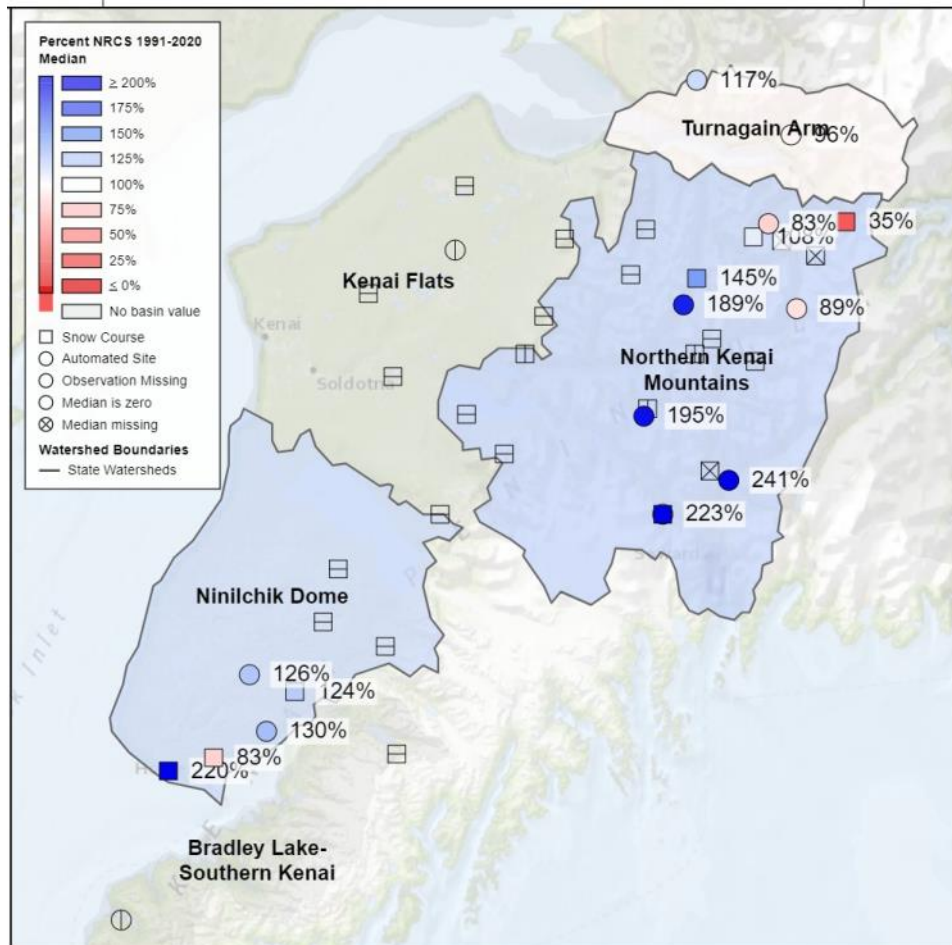 Percent NRCS 1991-2020
Median
≥ 200%
175%
150%
125%
100%
75%
50%
25%
≤ 0%
No basin value
Snow Course
Automated Site
Observation Missing
Median is zero
Median missing
Watershed Boundaries
State Watersheds
117%
Turnagain Arm
96%
83%
35%
108%
Kenai Flats
145%
189%
89%
Kenai
Northern Kenai
Mountains
Soldotna
195%
241%
223%
Ninilchik Dome
Inlet
126%
124%
130%
83%
220%
Bradley Lake-
Southern Kenai